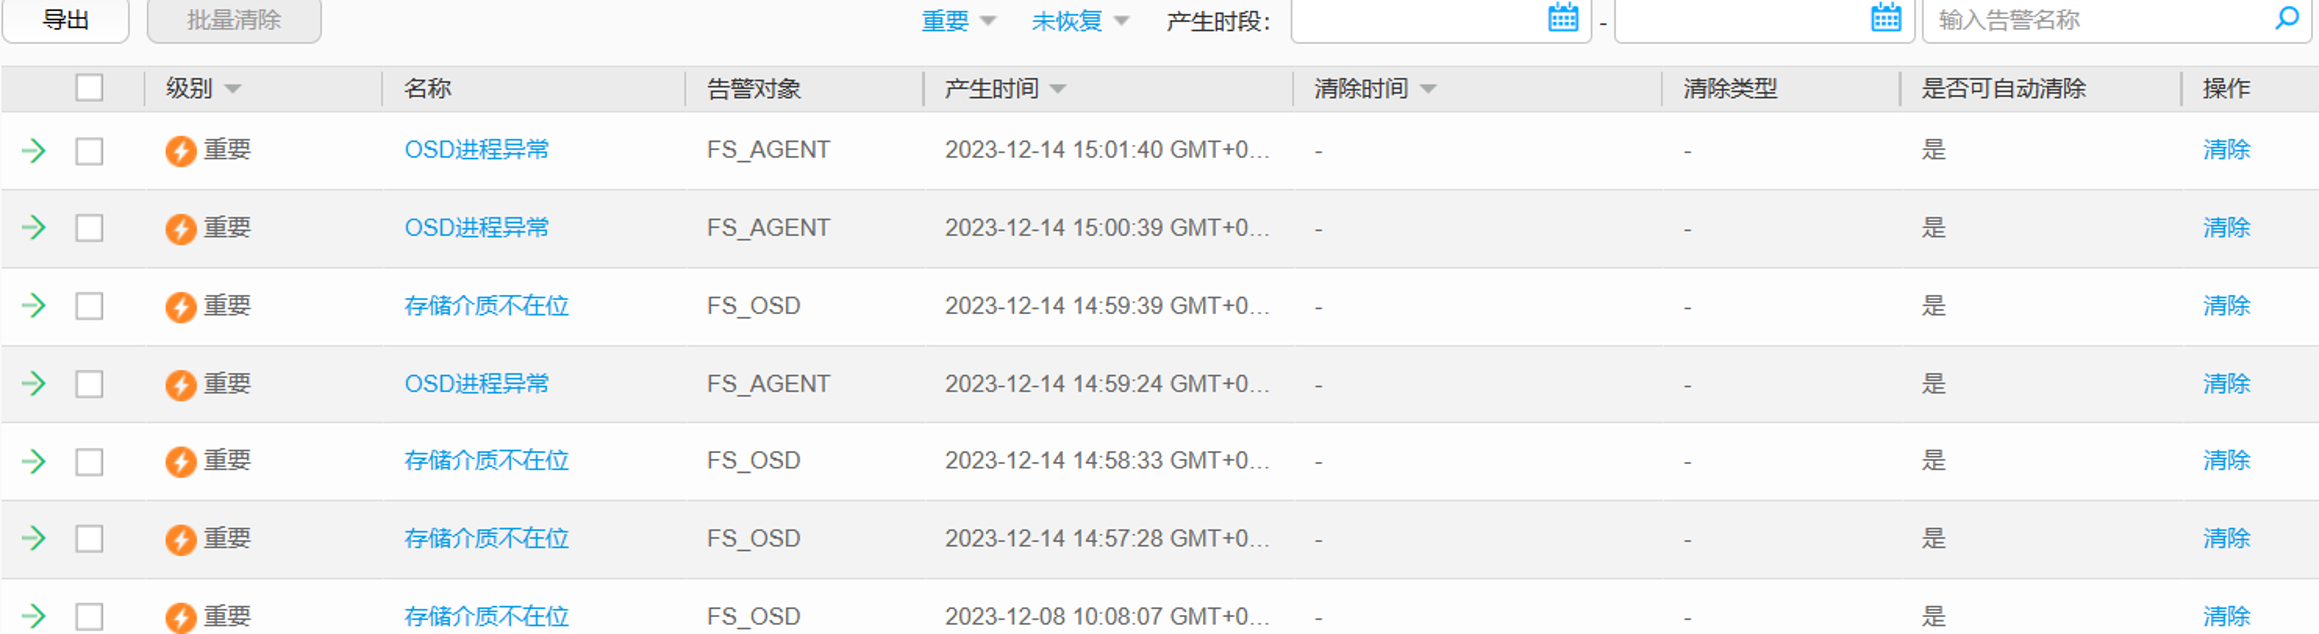 导出 批量清除 重要 未恢复 产生时段: - 输入告警名称
级别 名称 告警对象 产生时间 清除时间 清除类型 是否可自动清除 操作
重要 OSD进程异常 FS_AGENT 2023-12-14 15:01:40 GMT+0... - - 是 清除
重要 OSD进程异常 FS_AGENT 2023-12-14 15:00:39 GMT+0... - - 是 清除
重要 存储介质不在位 FS_OSD 2023-12-14 14:59:39 GMT+0... - - 是 清除
重要 OSD进程异常 FS_AGENT 2023-12-14 14:59:24 GMT+0... - - 是 清除
重要 存储介质不在位 FS_OSD 2023-12-14 14:58:33 GMT+0... - - 是 清除
重要 存储介质不在位 FS_OSD 2023-12-14 14:57:28 GMT+0... - - 是 清除
重要 存储介质不在位 FS_OSD 2023-12-08 10:08:07 GMT+0... - - 是 清除